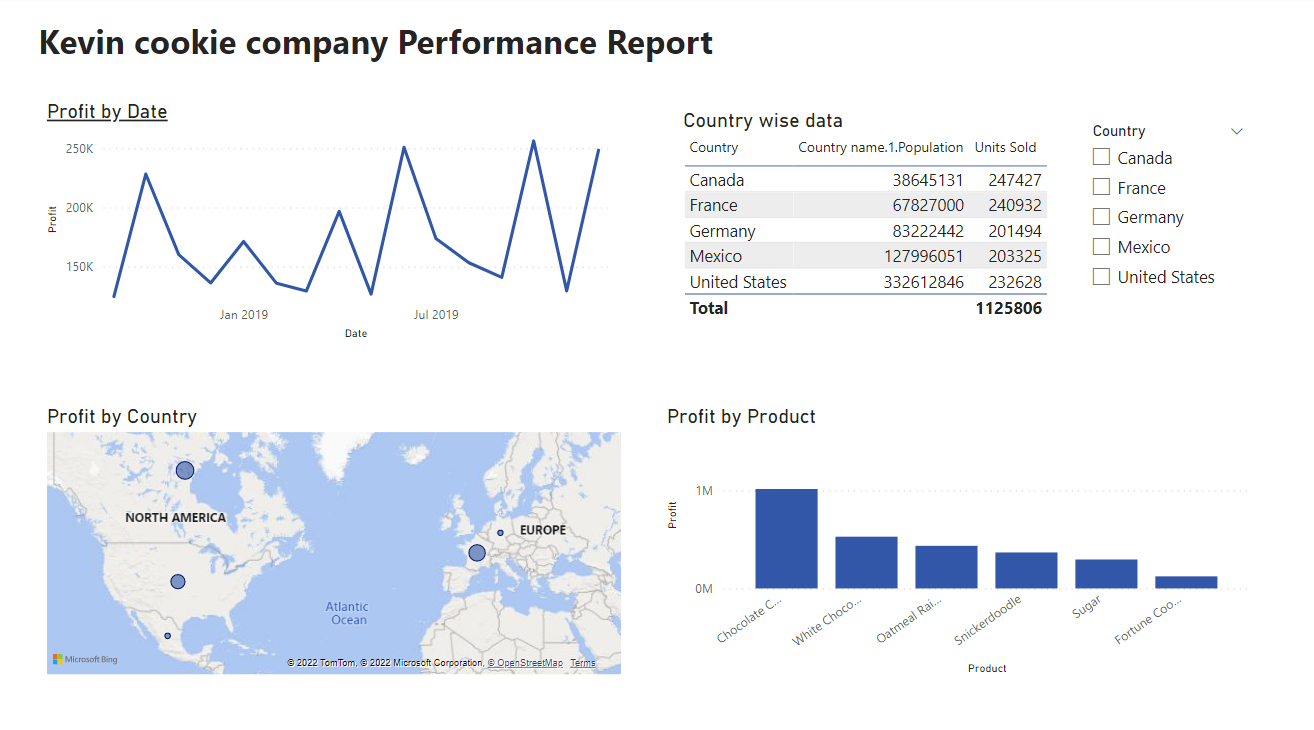 Kevin cookie company Performance Report
Profit by Date
250K
200K
150K
Profit
Jan 2019
Jul 2019
Date
Country wise data
Country Country name.1.Population Units Sold
Canada 38645131 247427
France 67827000 240932
Germany 83222442 201494
Mexico 127996051 203325
United States 332612846 232628
Total 1125806
Country
Canada
France
Germany
Mexico
United States
Profit by Country
NORTH AMERICA
EUROPE
Atlantic
Ocean
Microsoft Bing
© 2022 TomTom, © 2022 Microsoft Corporation, © OpenStreetMap Terms
Profit by Product
1M
0M
Profit
Chocolate C...
White Choco...
Oatmeal Rai...
Snickerdoodle
Sugar
Fortune Coo...
Product